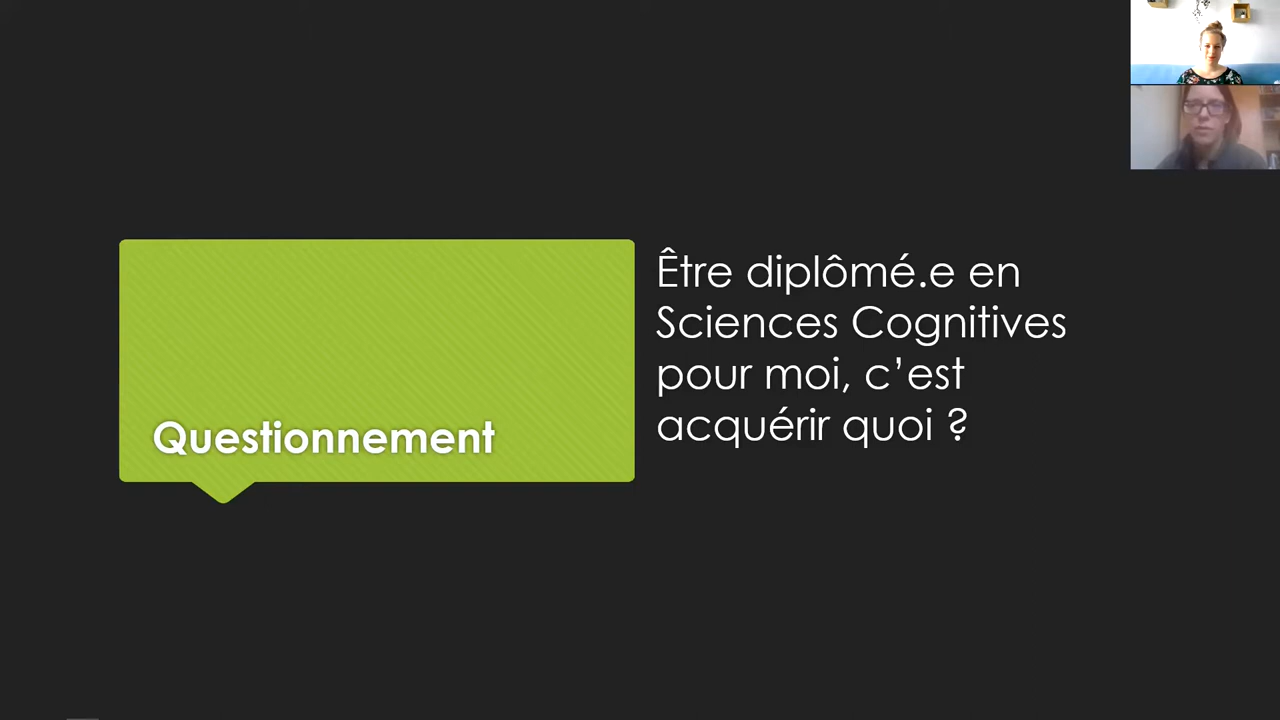 Questionnement
Être diplômé.e en
Sciences Cognitives
pour moi, c’est
acquérir quoi ?